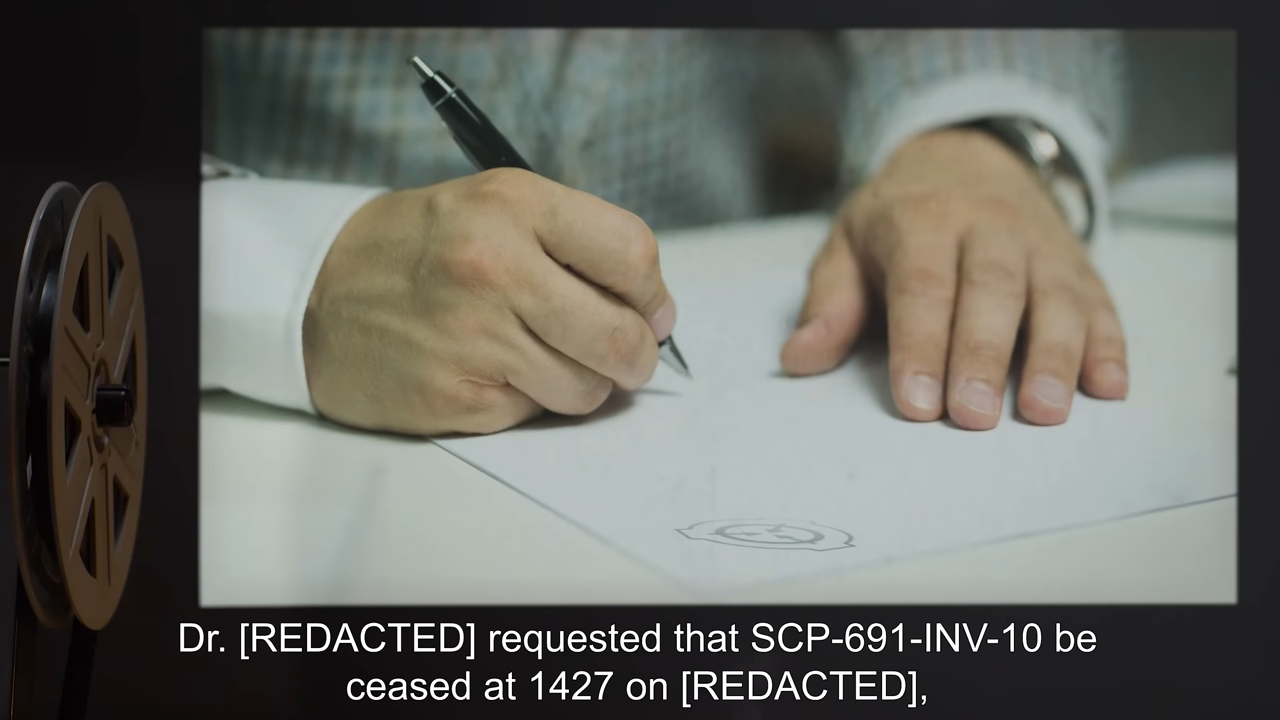 Dr. [REDACTED] requested that SCP-691-INV-10 be
ceased at 1427 on [REDACTED],